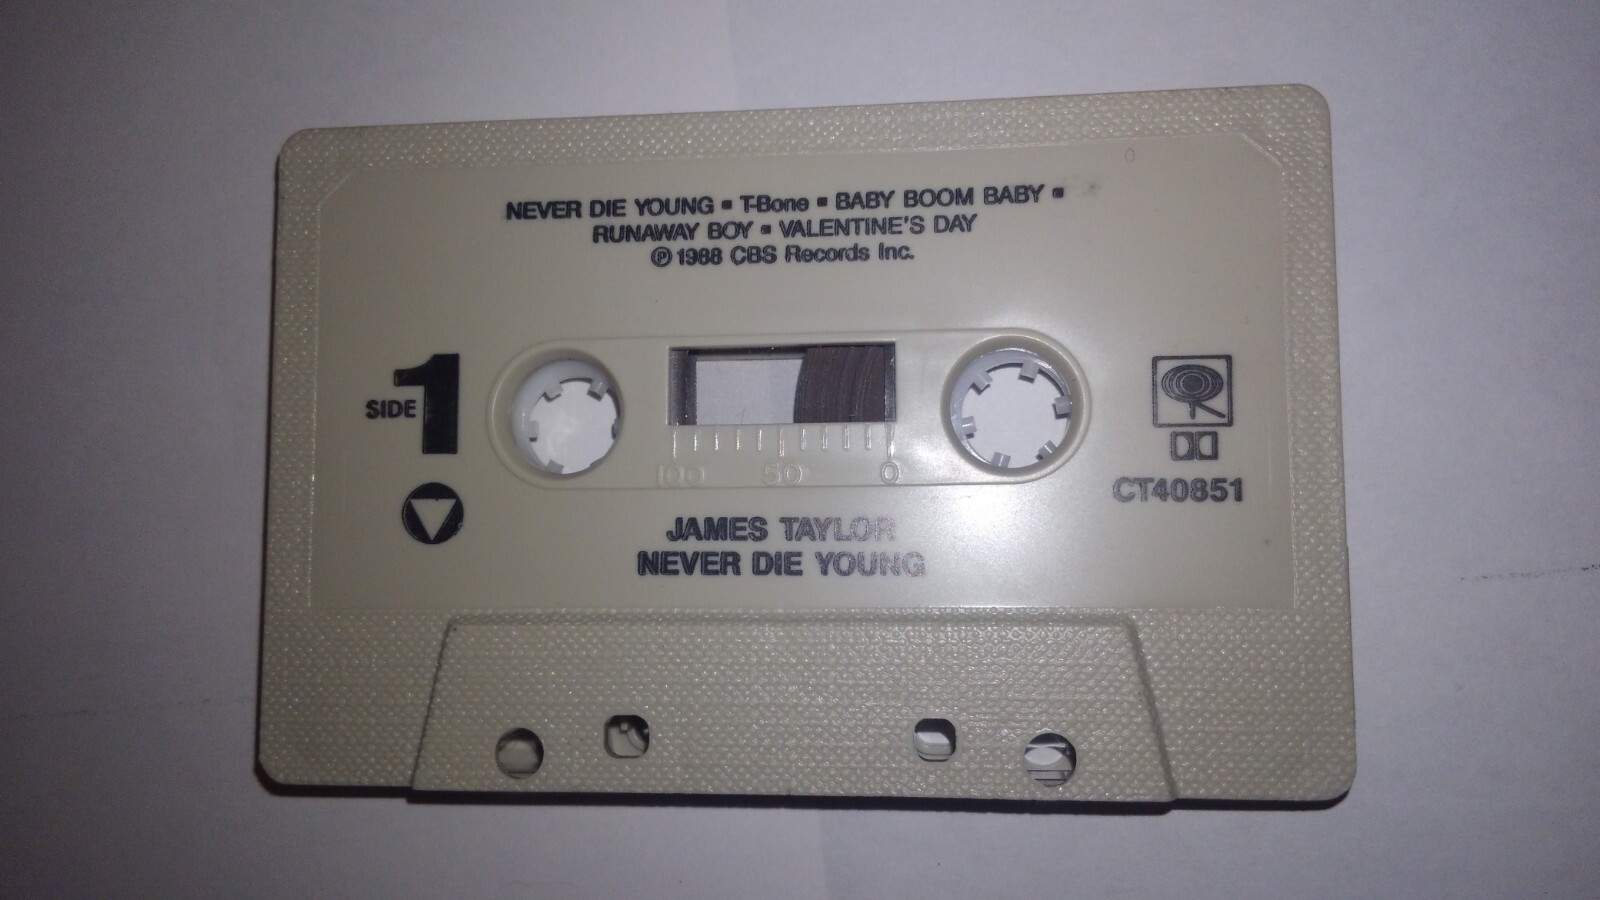 NEVER DIE YOUNG ▪ T-Bone ▪ BABY BOOM BABY ▪
RUNAWAY BOY ▪ VALENTINE'S DAY
℗ 1988 CBS Records Inc.
SIDE 1
100 50 0
CT40851
JAMES TAYLOR
NEVER DIE YOUNG